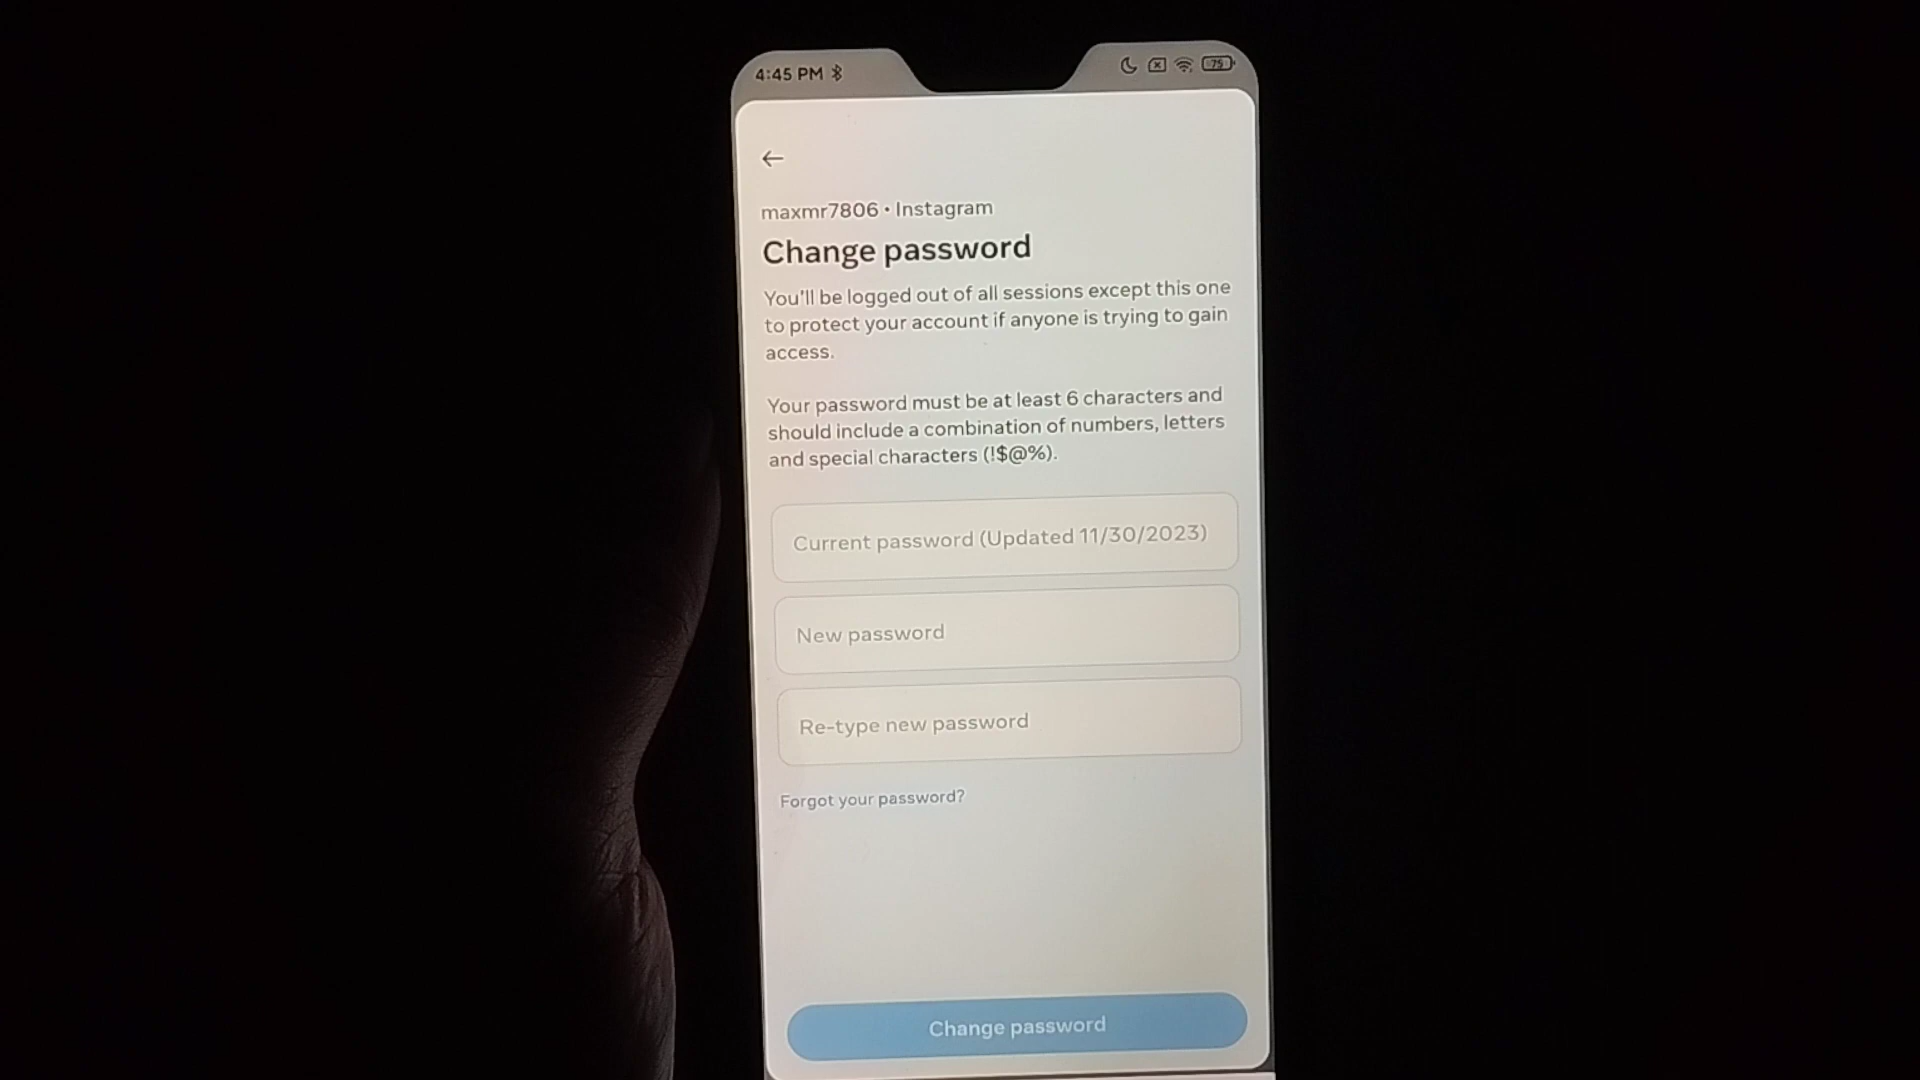 4:45 PM
75
maxmr7806 • Instagram
Change password
You'll be logged out of all sessions except this one
to protect your account if anyone is trying to gain
access.
Your password must be at least 6 characters and
should include a combination of numbers, letters
and special characters (!$@%).
Current password (Updated 11/30/2023)
New password
Re-type new password
Forgot your password?
Change password